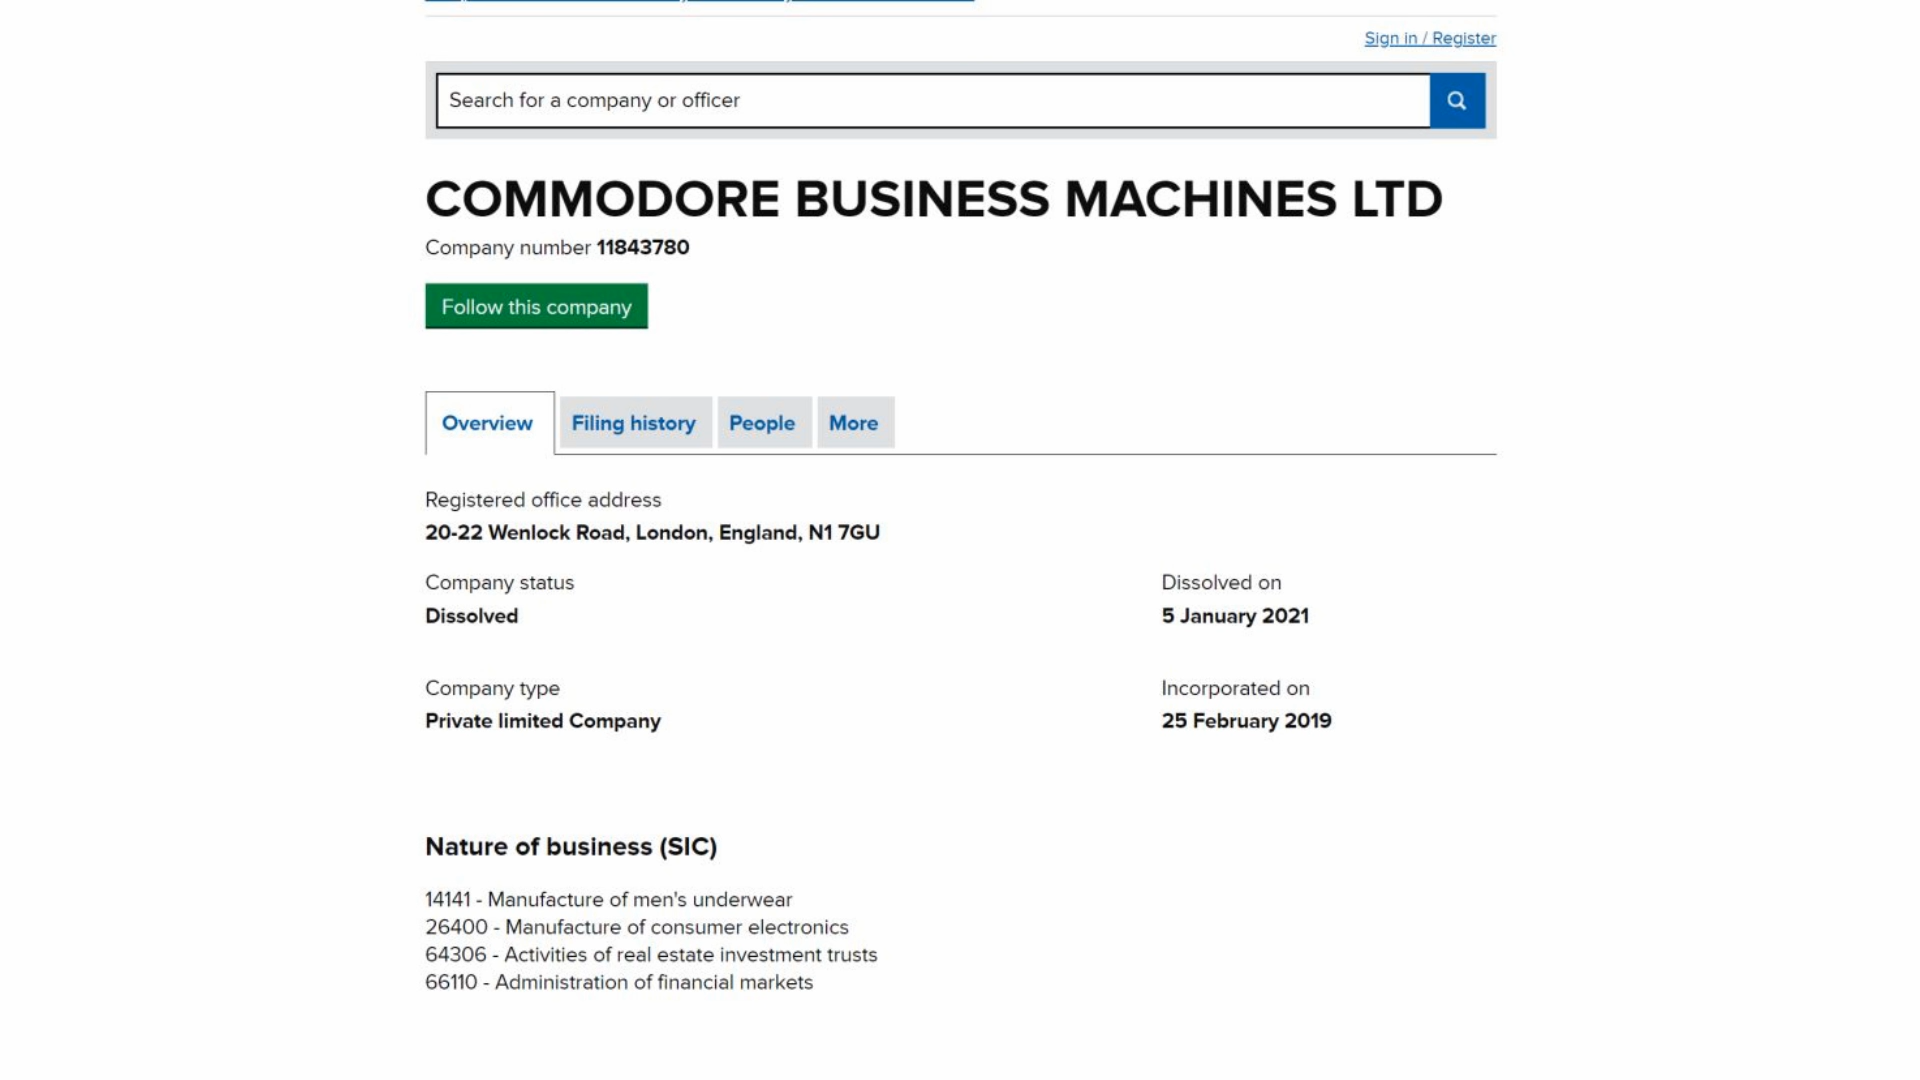 Sign in / Register
Search for a company or officer
COMMODORE BUSINESS MACHINES LTD
Company number 11843780
Follow this company
Overview Filing history People More
Registered office address
20-22 Wenlock Road, London, England, N1 7GU
Company status
Dissolved
Dissolved on
5 January 2021
Company type
Private limited Company
Incorporated on
25 February 2019
Nature of business (SIC)
14141 - Manufacture of men's underwear
26400 - Manufacture of consumer electronics
64306 - Activities of real estate investment trusts
66110 - Administration of financial markets